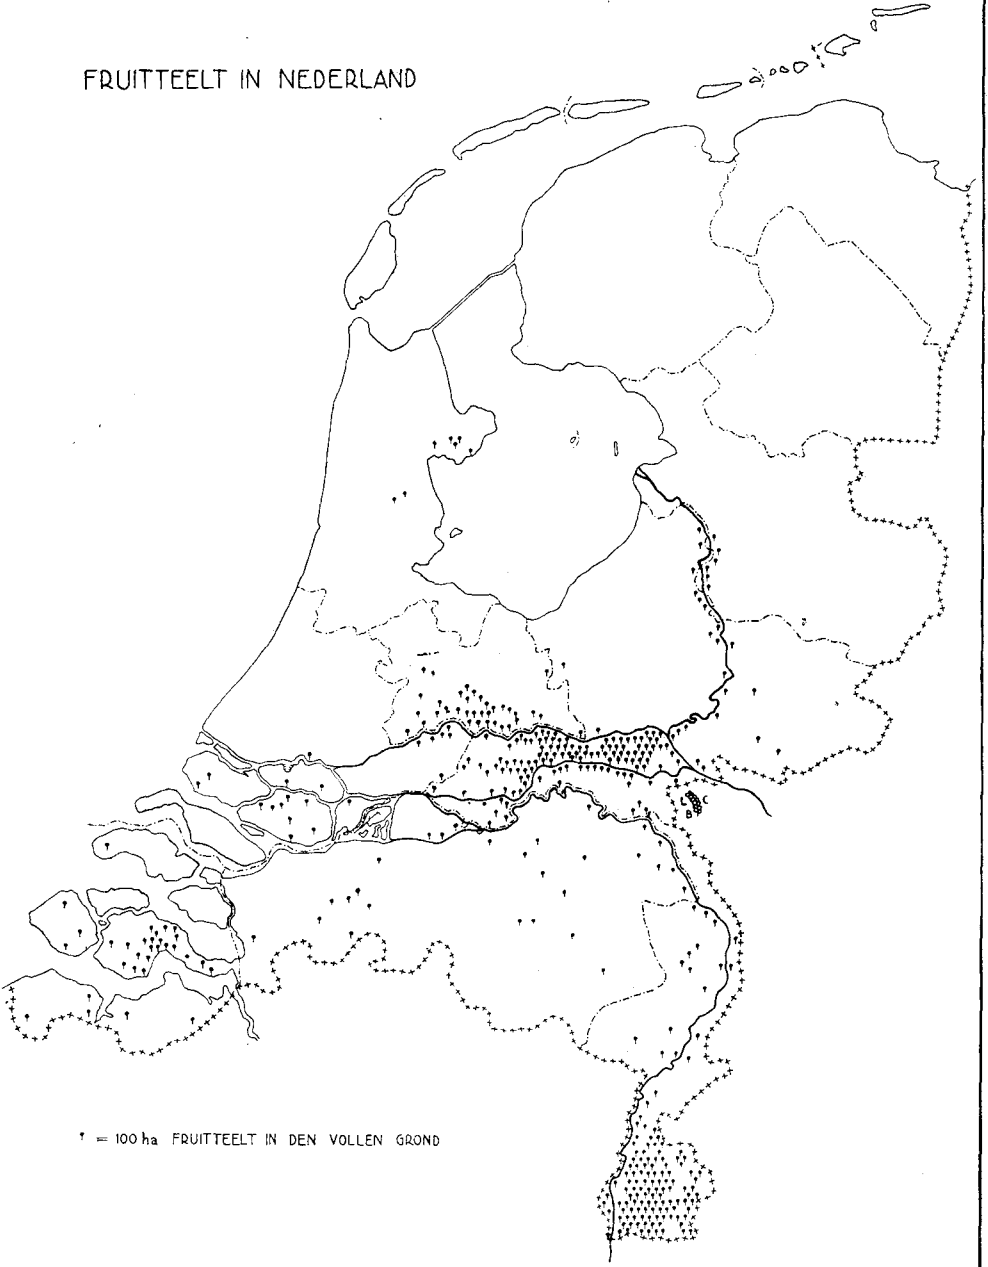 FRUITTEELT IN NEDERLAND
= 100 ha FRUITTEELT IN DEN VOLLEN GROND